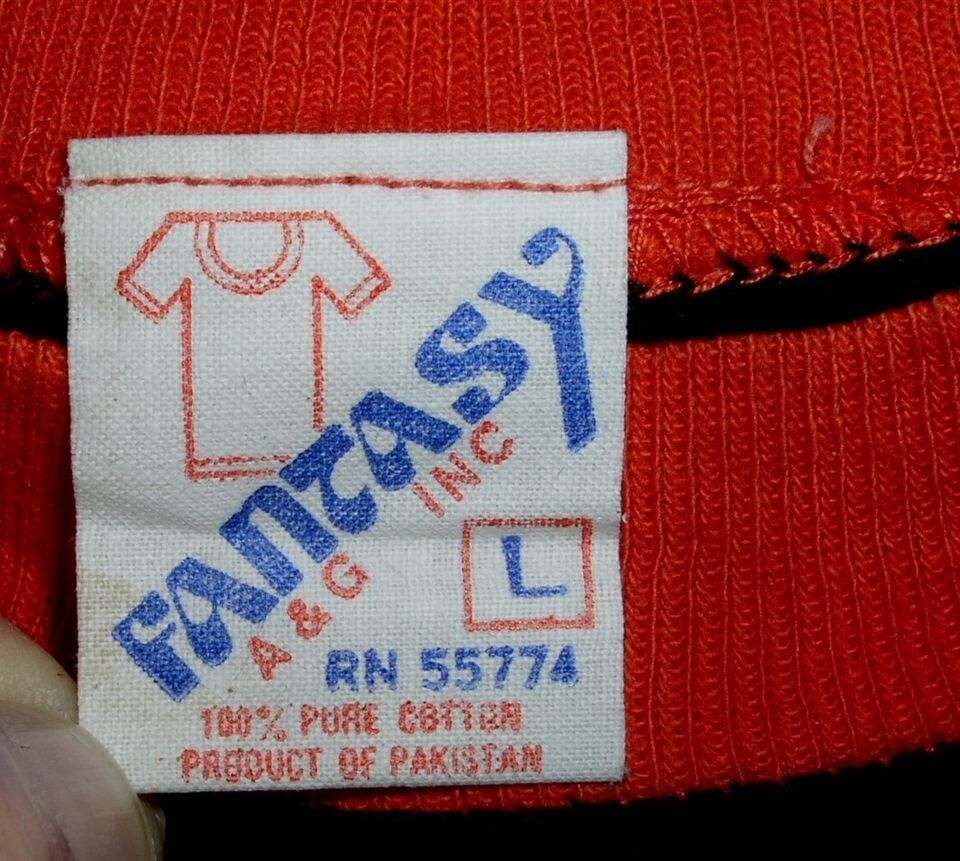 FANTASY
A & G INC
L
RN 55774
100% PURE COTTON
PRODUCT OF PAKISTAN